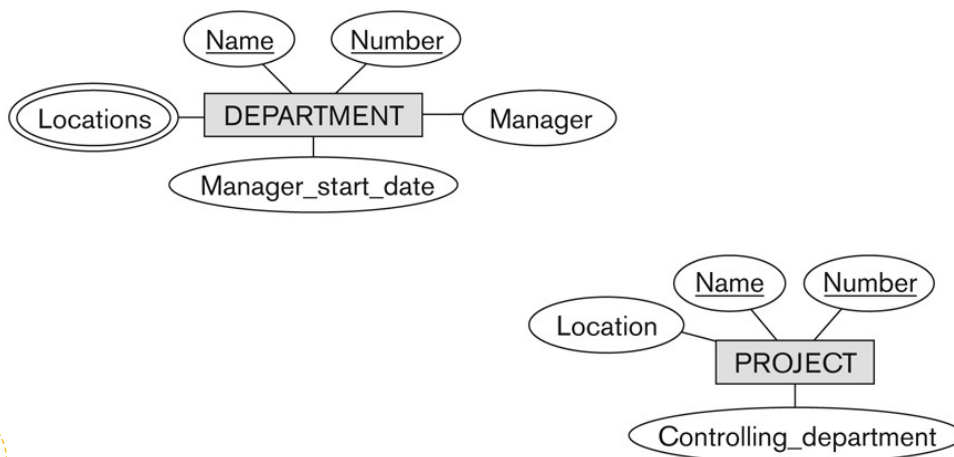 Name
Number
Locations
DEPARTMENT
Manager
Manager_start_date
Name
Number
Location
PROJECT
Controlling_department